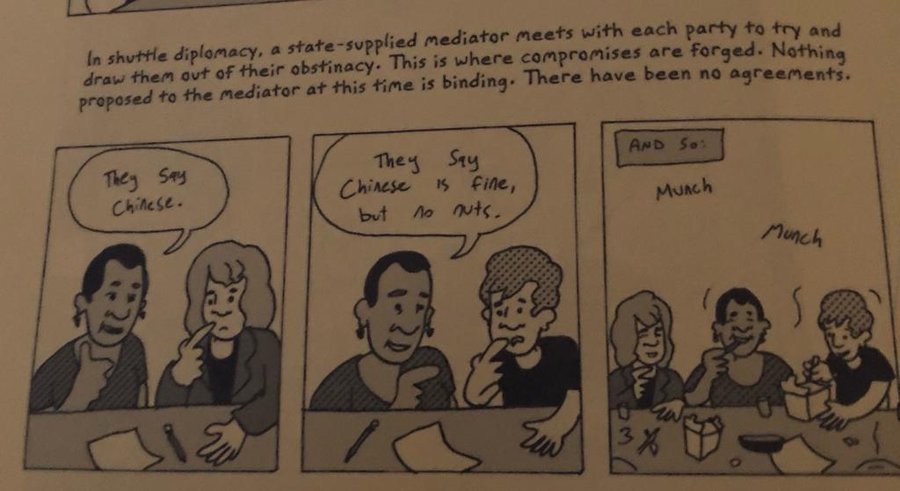 In shuttle diplomacy, a state-supplied mediator meets with each party to try and
draw them out of their obstinacy. This is where compromises are forged. Nothing
proposed to the mediator at this time is binding. There have been no agreements.
They Say
Chinese.
They Say
Chinese is fine,
but no nuts.
AND SO:
Munch
Munch